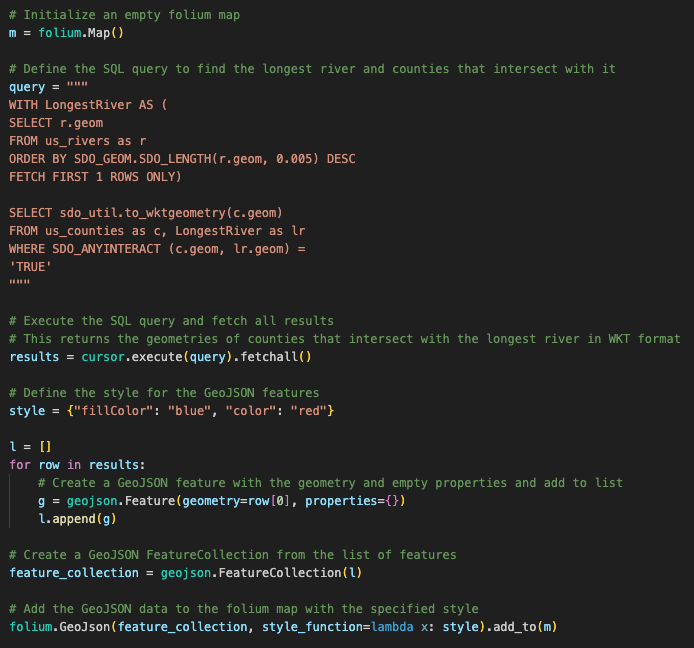 # Initialize an empty folium map
m = folium.Map()
# Define the SQL query to find the longest river and counties that intersect with it
query = """
WITH LongestRiver AS (
SELECT r.geom
FROM us_rivers as r
ORDER BY SDO_GEOM.SDO_LENGTH(r.geom, 0.005) DESC
FETCH FIRST 1 ROWS ONLY)
SELECT sdo_util.to_wktgeometry(c.geom)
FROM us_counties as c, LongestRiver as lr
WHERE SDO_ANYINTERACT (c.geom, lr.geom) =
'TRUE'
"""
# Execute the SQL query and fetch all results
# This returns the geometries of counties that intersect with the longest river in WKT format
results = cursor.execute(query).fetchall()
# Define the style for the GeoJSON features
style = {"fillColor": "blue", "color": "red"}
l = []
for row in results:
    # Create a GeoJSON feature with the geometry and empty properties and add to list
    g = geojson.Feature(geometry=row[0], properties={})
    l.append(g)
# Create a GeoJSON FeatureCollection from the list of features
feature_collection = geojson.FeatureCollection(l)
# Add the GeoJSON data to the folium map with the specified style
folium.GeoJson(feature_collection, style_function=lambda x: style).add_to(m)